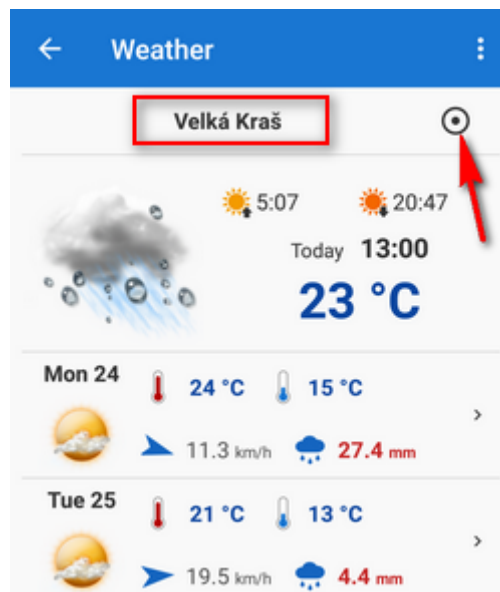 Weather
Velká Kraš
5:07 20:47
Today 13:00
23 °C
Mon 24
24 °C 15 °C
11.3 km/h 27.4 mm
Tue 25
21 °C 13 °C
19.5 km/h 4.4 mm